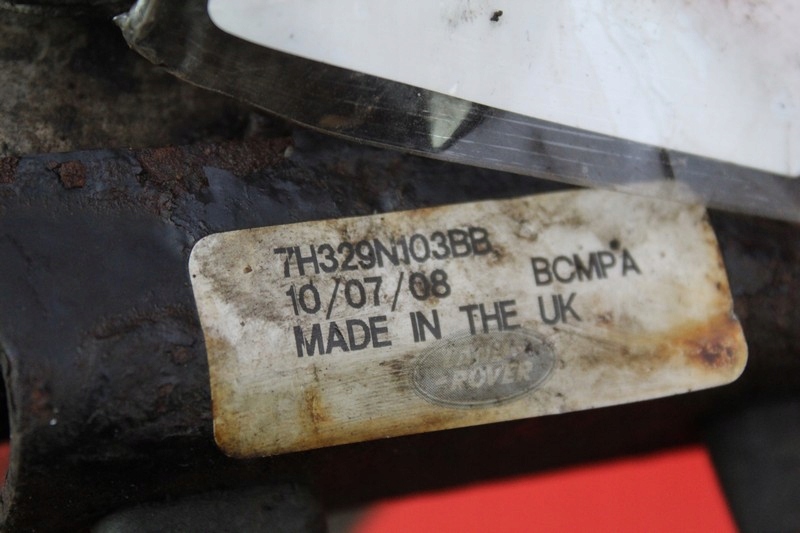 7H329N103BB
10/07/08 BCMPA
MADE IN THE UK
LAND-
-ROVER